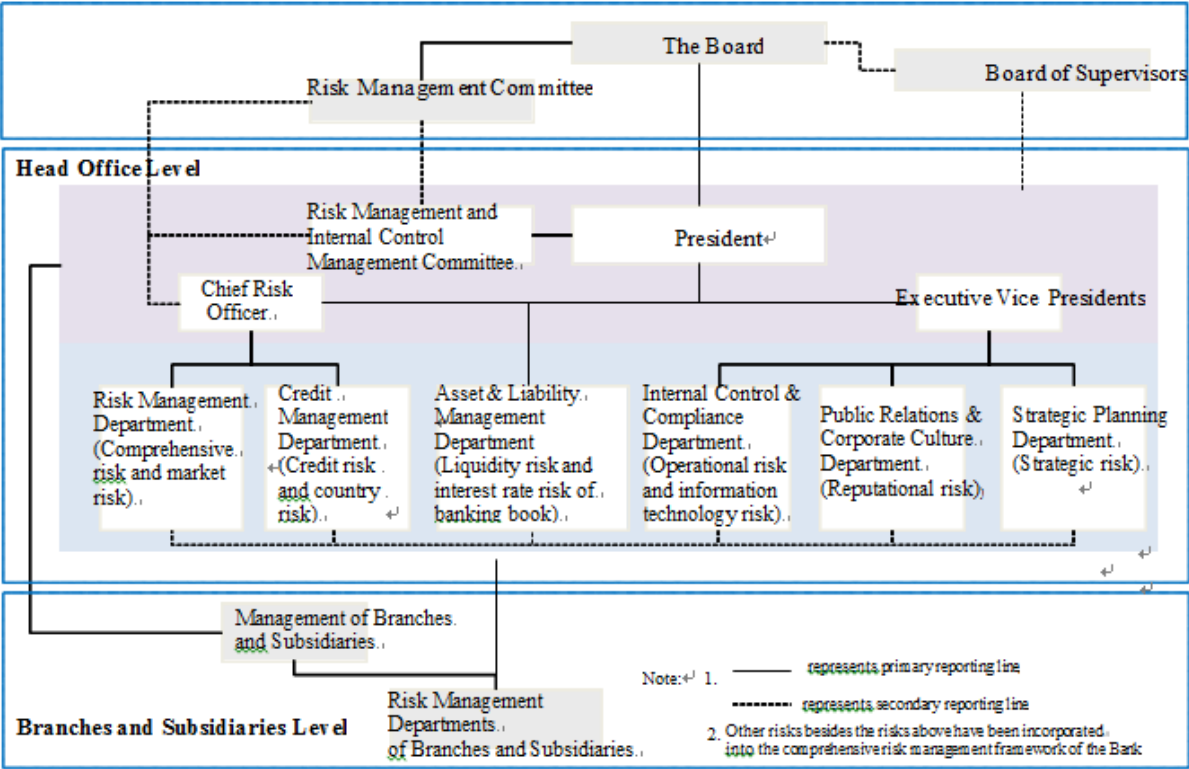 The Board
Board of Supervisors
Risk Management Committee
Head Office Level
Risk Management and
Internal Control
Management Committee.
President
Chief Risk
Officer.
Executive Vice Presidents
Risk Management.
Department.
(Comprehensive.
risk and market
risk).
Credit .
Management
Department.
(Credit risk .
and country .
risk).
Asset & Liability.
Management
Department
(Liquidity risk and
interest rate risk of.
banking book).
Internal Control &
Compliance
Department.
(Operational risk
and information
technology risk).
Public Relations &
Corporate Culture.
Department.
(Reputational risk)
Strategic Planning
Department.
(Strategic risk).
Management of Branches.
and Subsidiaries.
Risk Management
Departments.
of Branches and Subsidiaries.
Branches and Subsidiaries Level
Note: 1. represents primary reporting line
represents secondary reporting line
2. Other risks besides the risks above have been incorporated.
into the comprehensive risk management framework of the Bank